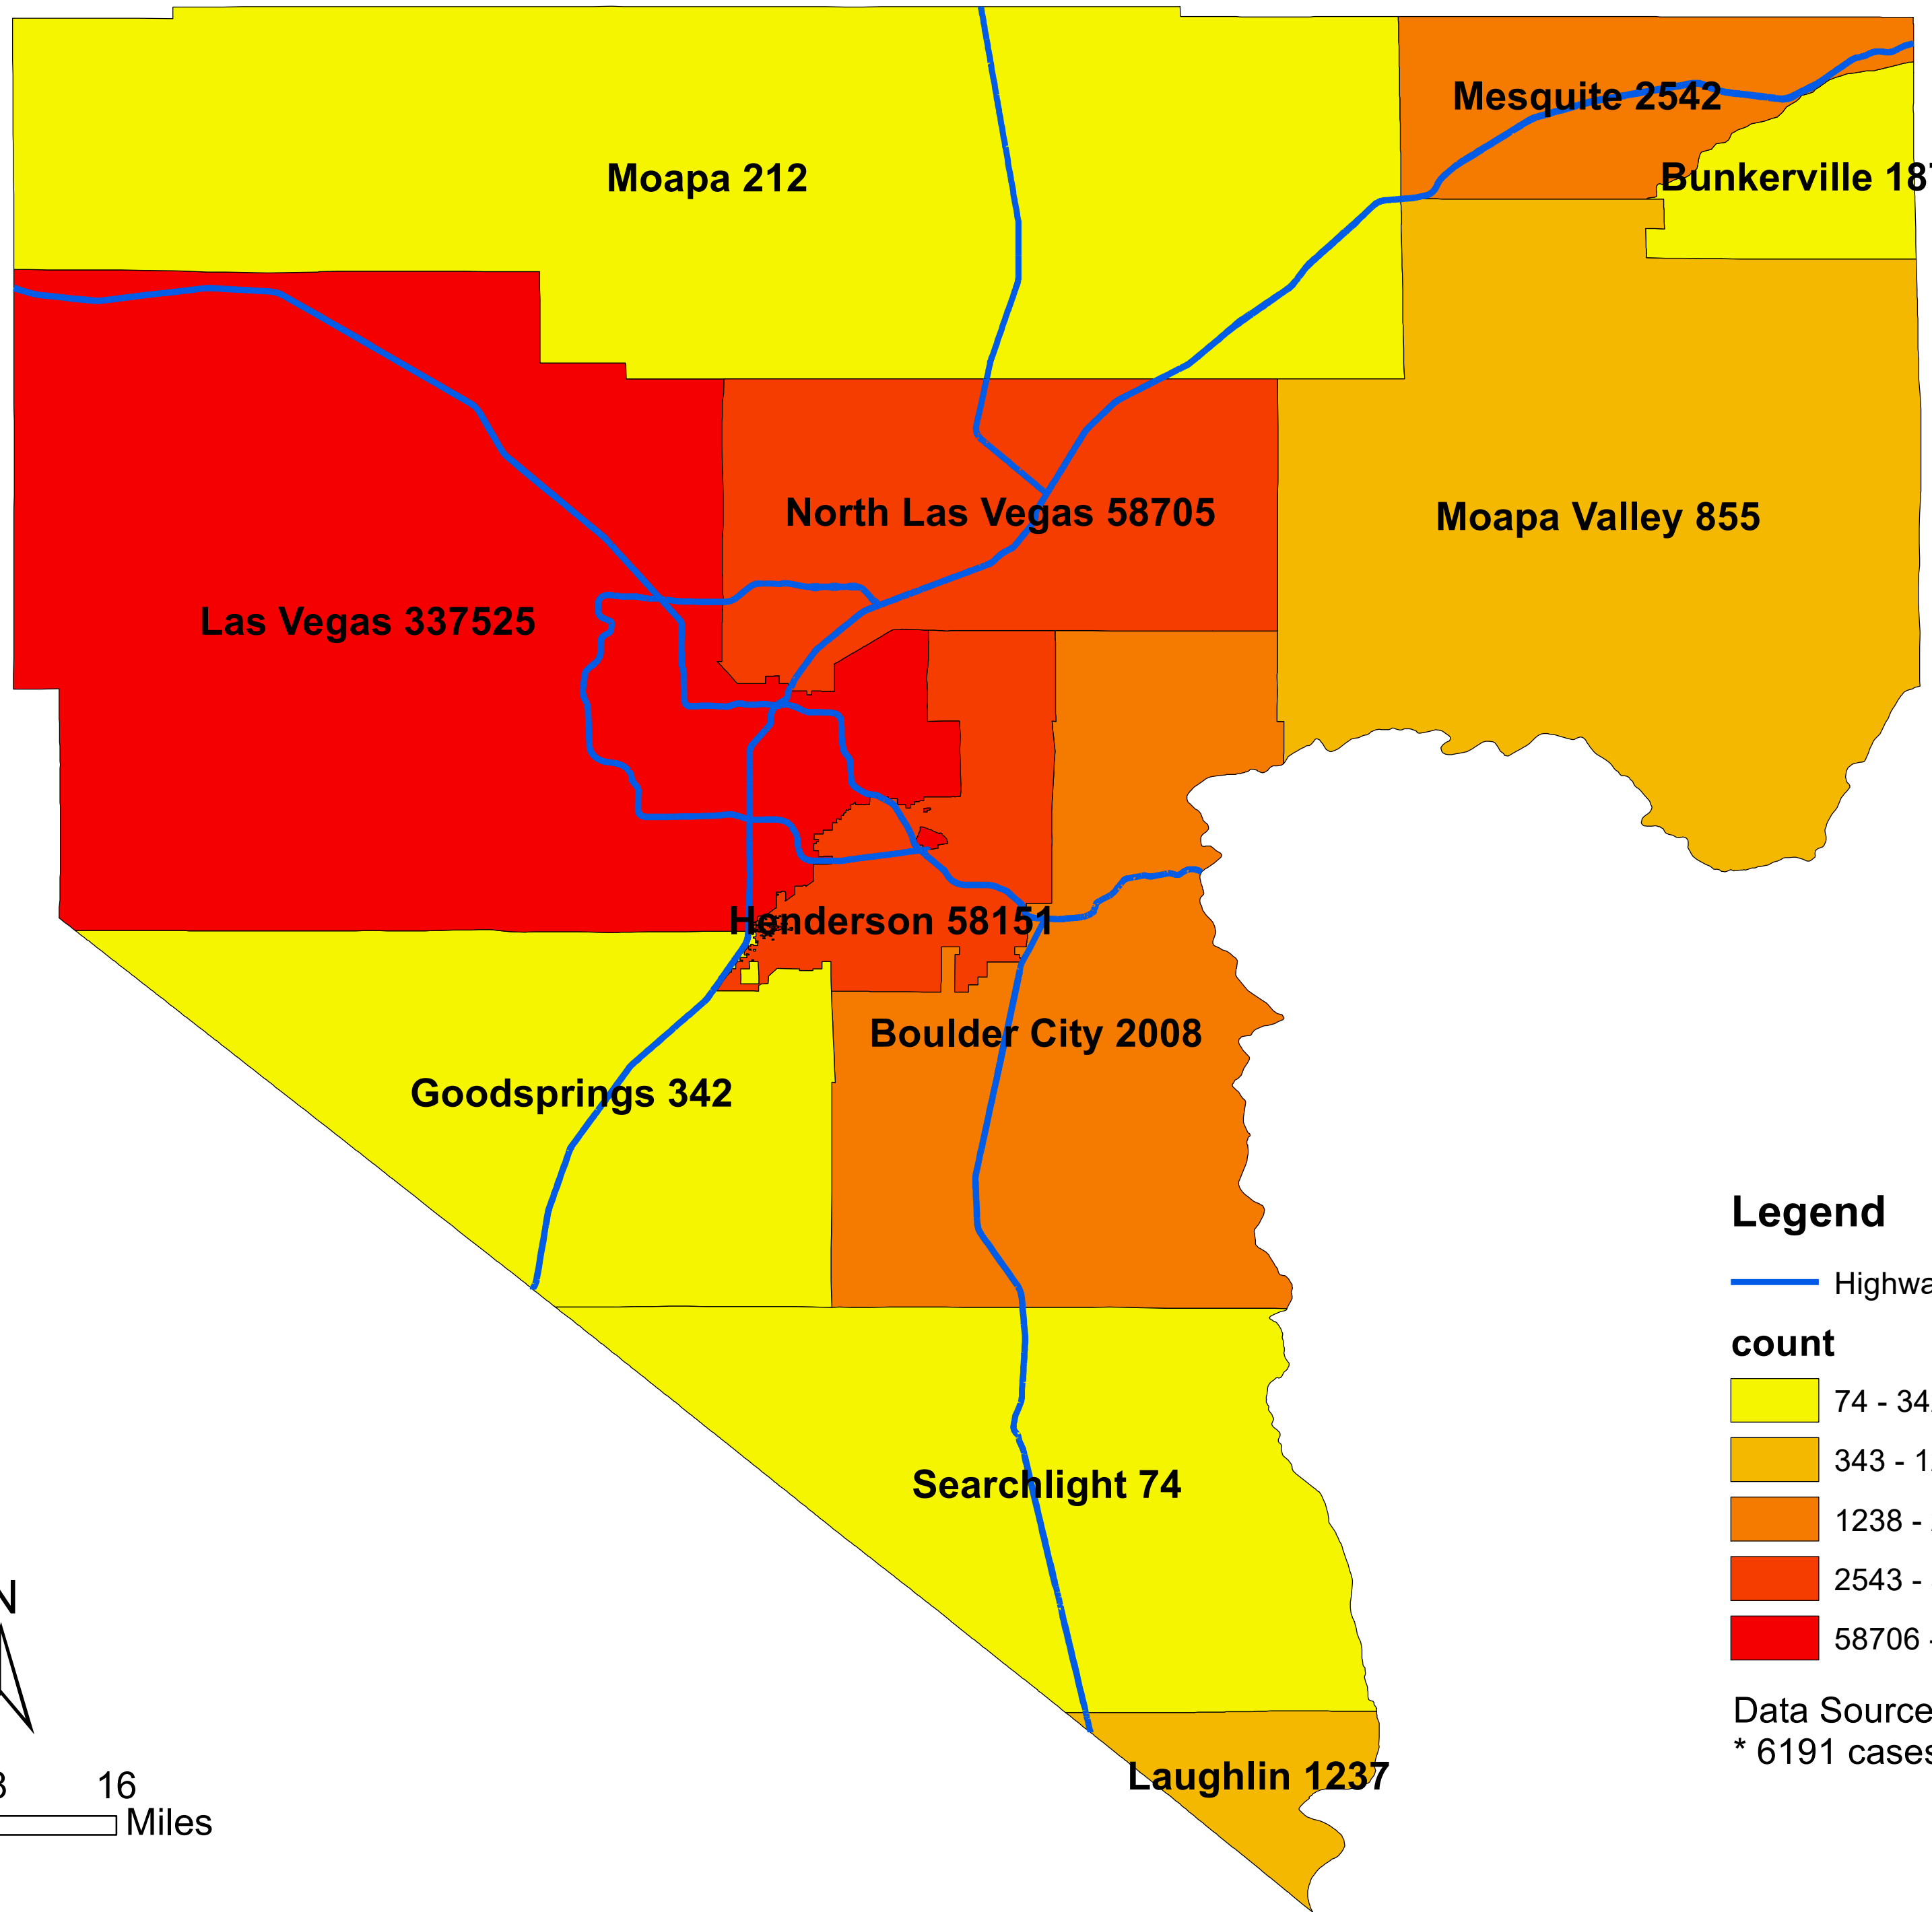 Mesquite 2542
Moapa 212
Bunkerville 187
North Las Vegas 58705
Moapa Valley 855
Las Vegas 337525
Henderson 58151
Boulder City 2008
Goodsprings 342
Searchlight 74
Laughlin 1237
Legend
Highwa
count
74 - 34
343 - 1
1238 -
2543 -
58706 -
Data Source
* 6191 cases
N
16
Miles